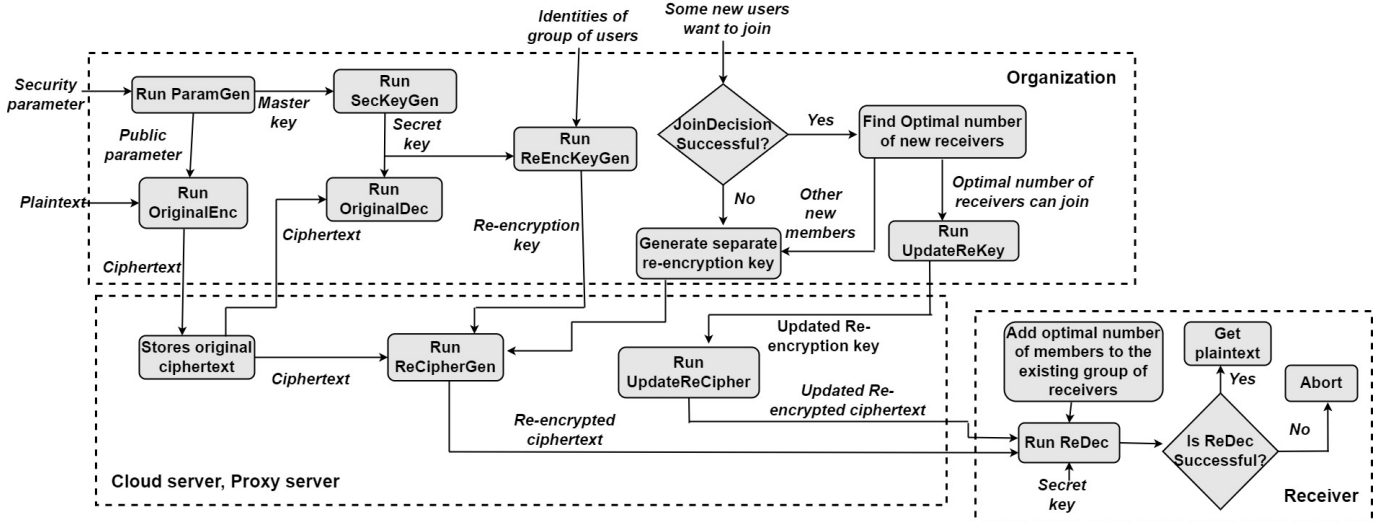 Identities of
group of users
Some new users
want to join
Organization
Security
parameter
Run ParamGen
Master
key
Run
SecKeyGen
Public
parameter
Secret
key
Run
ReEncKeyGen
JoinDecision
Successful?
Yes
Find Optimal number
of new receivers
Plaintext
Run
OriginalEnc
Run
OriginalDec
Ciphertext
Re-encryption
key
No
Other
new
members
Optimal number of
receivers can join
Generate separate
re-encryption key
Run
UpdateReKey
Ciphertext
Stores original
ciphertext
Ciphertext
Run
ReCipherGen
Updated Re-
encryption key
Run
UpdateReCipher
Updated Re-
encrypted ciphertext
Re-encrypted
ciphertext
Cloud server, Proxy server
Add optimal number
of members to the
existing group of
receivers
Get
plaintext
Yes
Abort
Run ReDec
Is ReDec
Successful?
No
Secret
key
Receiver